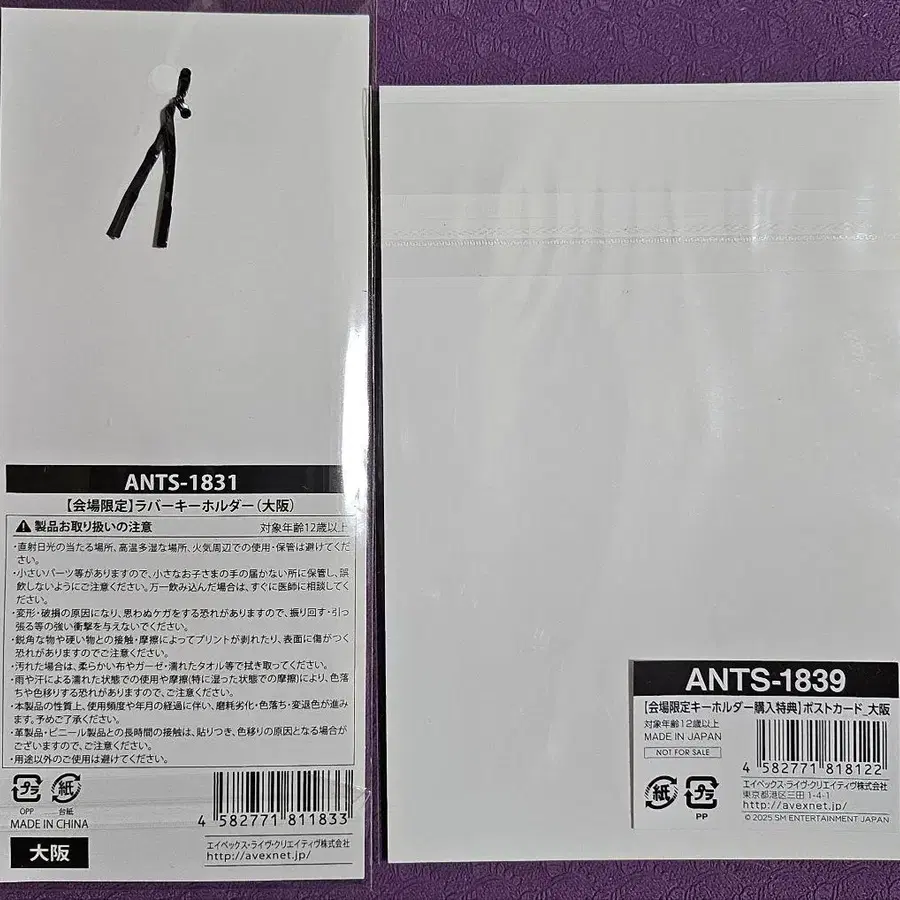 ANTS-1831
【会場限定】ラバーキーホルダー(大阪)
製品お取り扱いの注意 対象年齢12歳以上
・直射日光の当たる場所、高温多湿な場所、火気周辺での使用・保管は避けてくだ
さい。
・小さいパーツ等がありますので、小さなお子さまの手の届かない所に保管し、誤
飲しないようにご注意ください。万一飲み込んだ場合は、すぐに医師に相談してく
ださい。
・変形・破損の原因になり、思わぬケガをする恐れがありますので、振り回す・引っ
張る等の強い衝撃を与えないでください。
・鋭角な物や硬い物との接触・摩擦によってプリントが剥れたり、表面に傷がつく
恐れがありますのでご注意ください。
・汚れた場合は、柔らかい布やガーゼ・濡れたタオル等で拭き取ってください。
・雨や汗による濡れた状態での使用や摩擦(特に湿った状態での摩擦)により、色落
ちや色移りする恐れがありますので、ご注意ください。
・本製品の性質上、使用頻度や年月の経過に伴い、磨耗劣化・色落ち・変退色が進み
ます。予めご了承ください。
・革製品・ビニール製品との長時間の接触は、貼りつき、色移りの原因となる場合が
ございますので、ご注意ください。
・用途以外のご使用は避けてください。
プラ 紙
OPP 台紙
MADE IN CHINA
4 582771 811833
大阪
エイベックス・ライヴ・クリエイティヴ株式会社
http://avexnet.jp/
ANTS-1839
【会場限定キーホルダー購入特典】ポストカード_大阪
対象年齢12歳以上
MADE IN JAPAN
NOT FOR SALE
4 582771 818122
紙 プラ
PP
エイベックス・ライヴ・クリエイティヴ株式会社
東京都港区三田 1-4-1
http://avexnet.jp/
© 2025 SM ENTERTAINMENT JAPAN